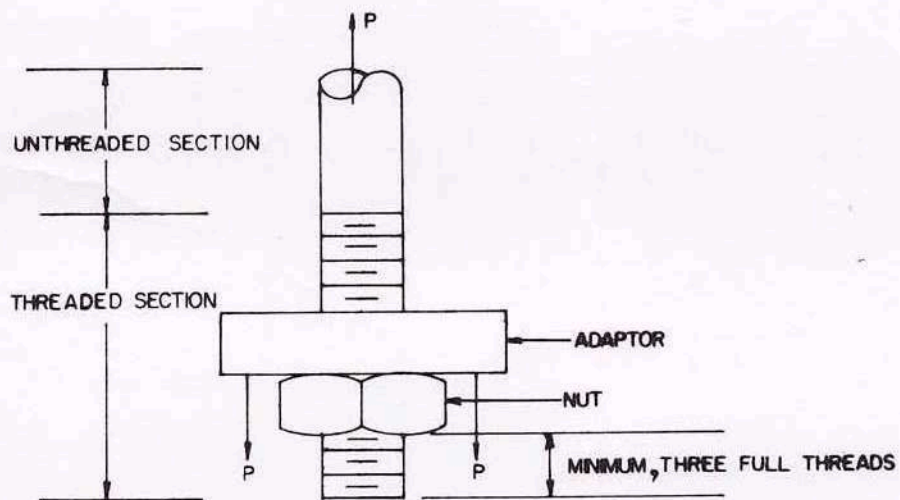 P
UNTHREADED SECTION
THREADED SECTION
ADAPTOR
NUT
P
P
MINIMUM, THREE FULL THREADS